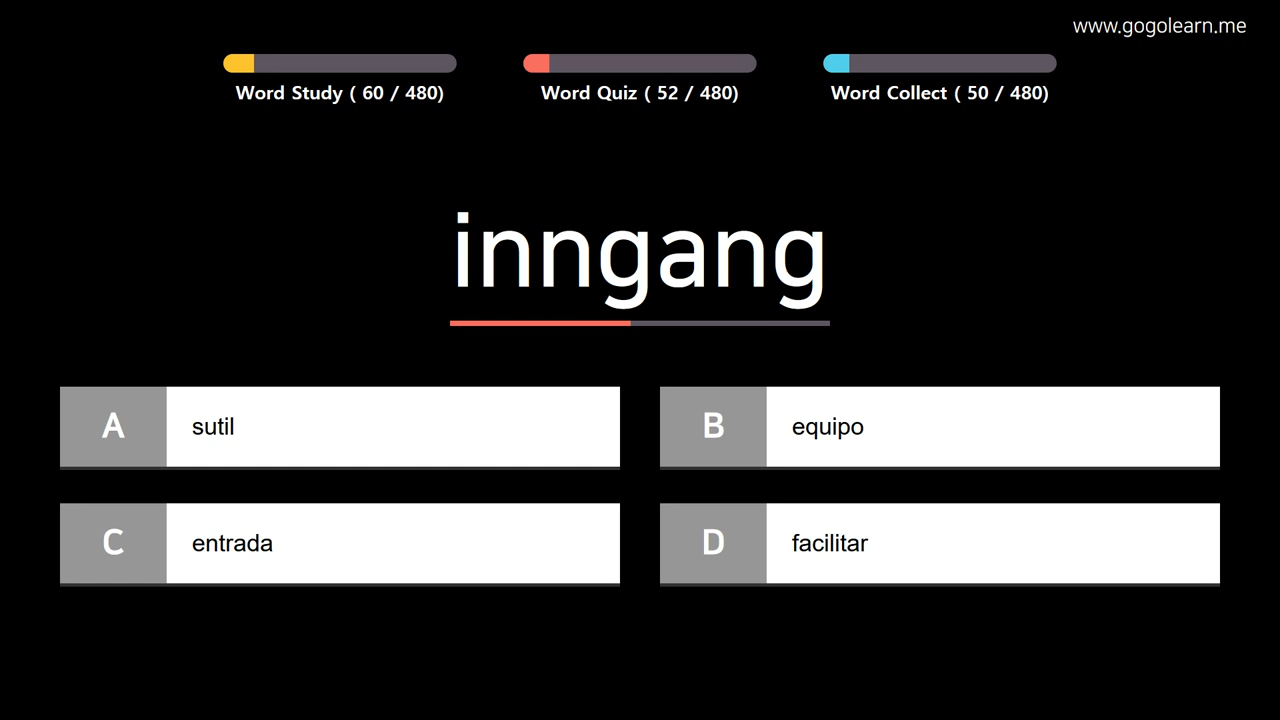 www.gogolearn.me
Word Study ( 60 / 480)
Word Quiz ( 52 / 480)
Word Collect ( 50 / 480)
inngang
A sutil
B equipo
C entrada
D facilitar